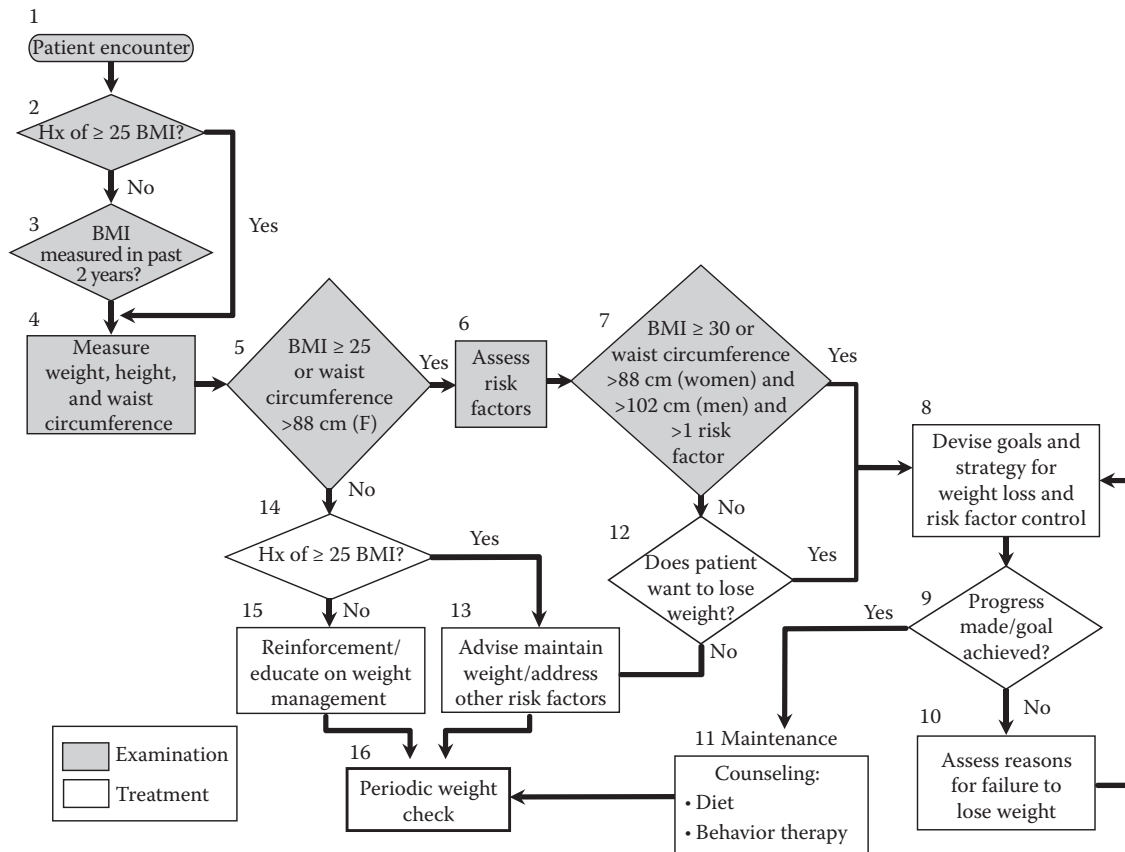 1
Patient encounter
2
Hx of ≥ 25 BMI?
No
Yes
3
BMI
measured in past
2 years?
4
Measure
weight, height,
and waist
circumference
5
BMI ≥ 25
or waist
circumference
>88 cm (F)
Yes
No
6
Assess
risk
factors
7
BMI ≥ 30 or
waist circumference
>88 cm (women) and
>102 cm (men) and
>1 risk
factor
Yes
No
8
Devise goals and
strategy for
weight loss and
risk factor control
9
Progress
made/goal
achieved?
Yes
No
10
Assess reasons
for failure to
lose weight
11 Maintenance
Counseling:
• Diet
• Behavior therapy
12
Does patient
want to lose
weight?
Yes
No
13
Advise maintain
weight/address
other risk factors
14
Hx of ≥ 25 BMI?
Yes
No
15
Reinforcement/
educate on weight
management
16
Periodic weight
check
Examination
Treatment